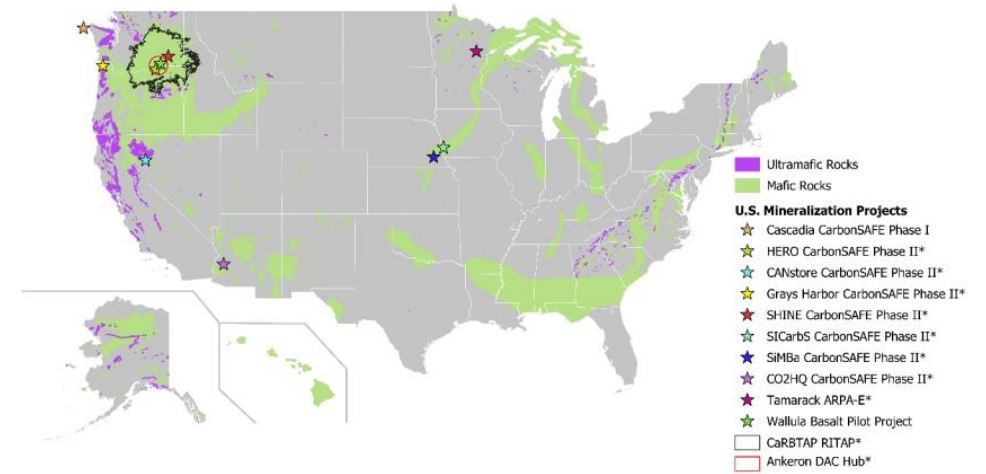 Ultramafic Rocks
Mafic Rocks
U.S. Mineralization Projects
Cascadia CarbonSAFE Phase I
HERO CarbonSAFE Phase II*
CANstore CarbonSAFE Phase II*
Grays Harbor CarbonSAFE Phase II*
SHINE CarbonSAFE Phase II*
SICarbS CarbonSAFE Phase II*
SiMBa CarbonSAFE Phase II*
CO2HQ CarbonSAFE Phase II*
Tamarack ARPA-E*
Wallula Basalt Pilot Project
CaRBTAP RITAP*
Ankeron DAC Hub*